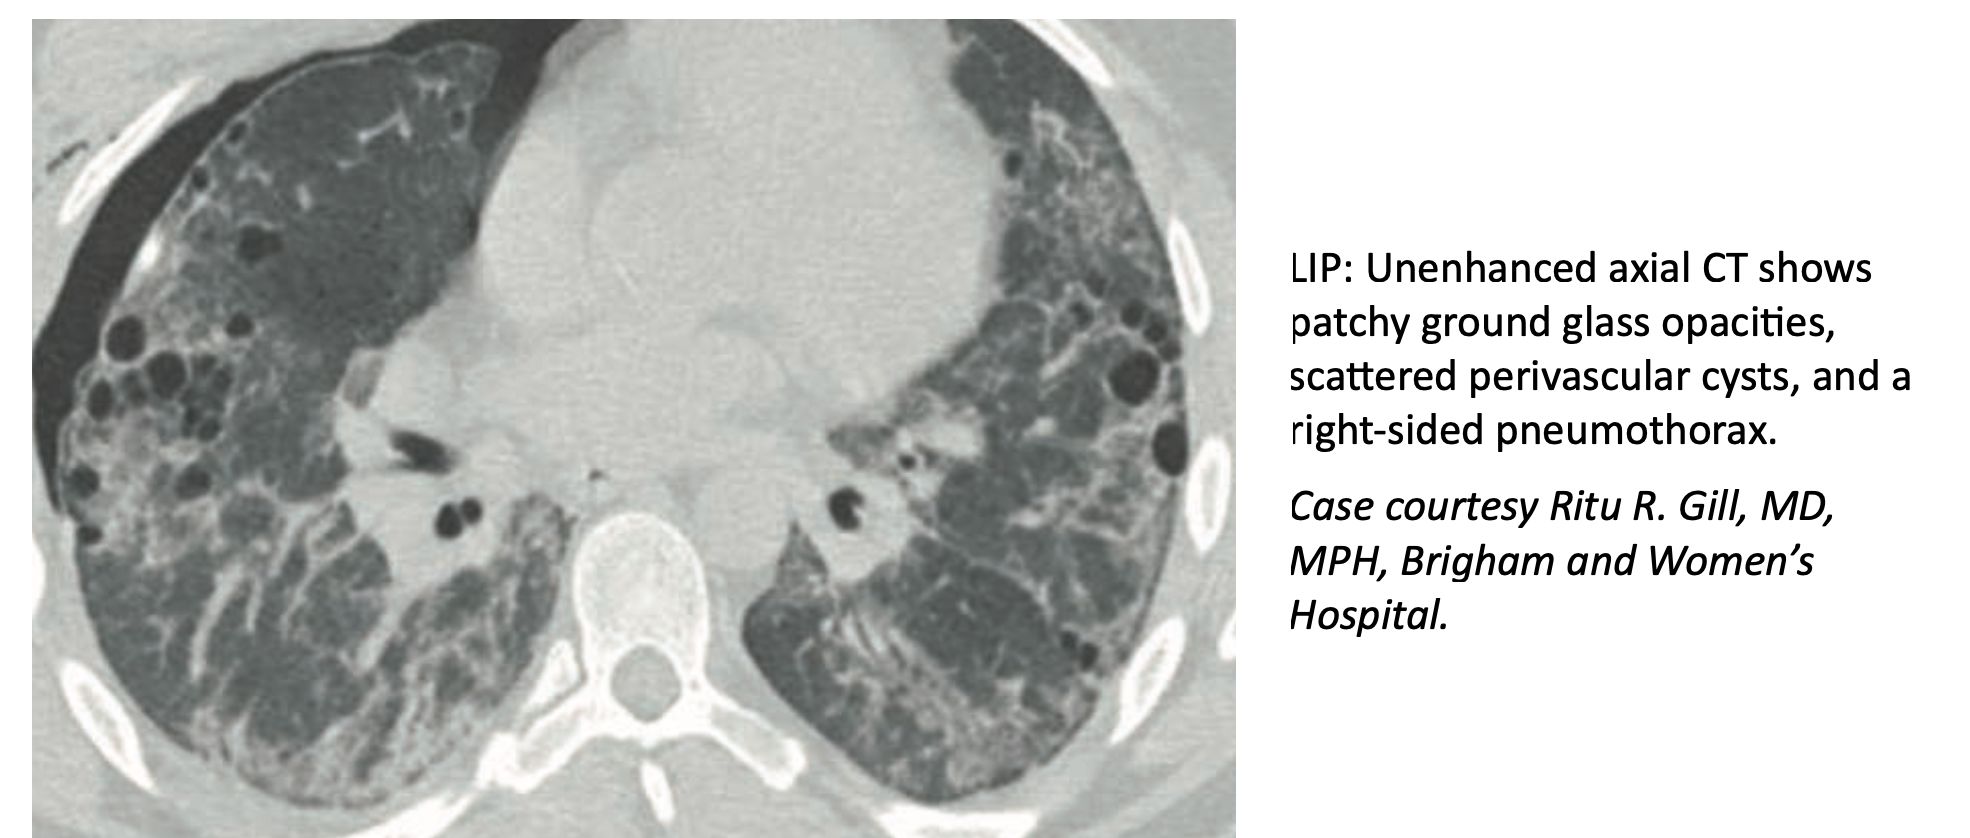 LIP: Unenhanced axial CT shows
patchy ground glass opacities,
scattered perivascular cysts, and a
right-sided pneumothorax.
Case courtesy Ritu R. Gill, MD,
MPH, Brigham and Women’s
Hospital.